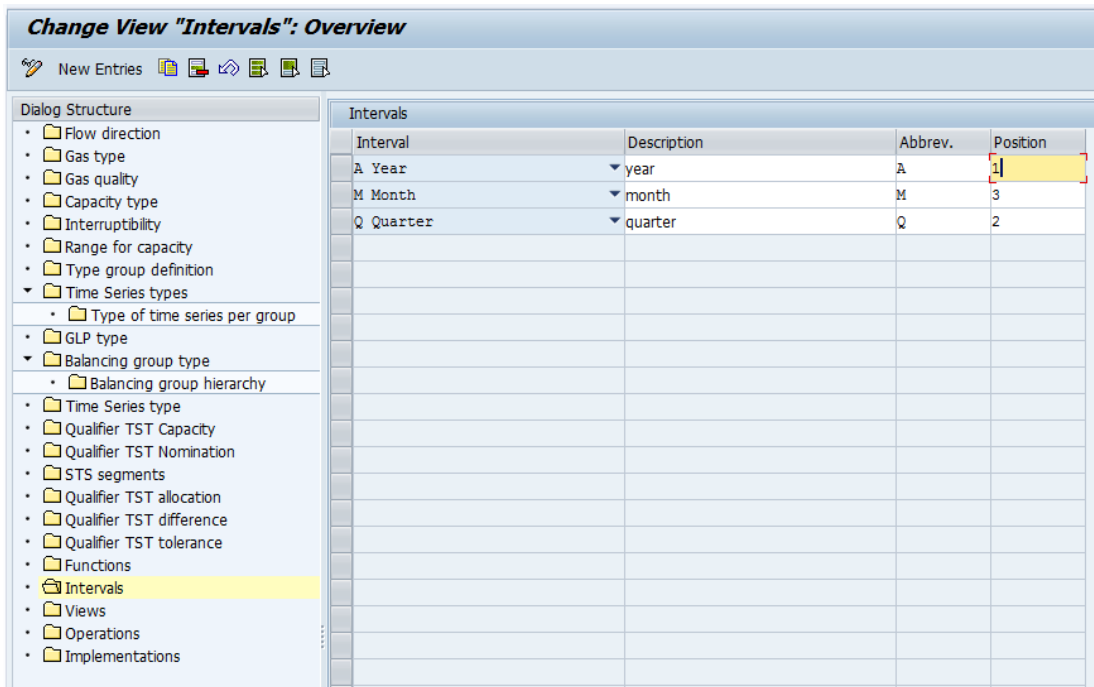 Change View "Intervals": Overview
New Entries
Dialog Structure
Flow direction
Gas type
Gas quality
Capacity type
Interruptibility
Range for capacity
Type group definition
Time Series types
Type of time series per group
GLP type
Balancing group type
Balancing group hierarchy
Time Series type
Qualifier TST Capacity
Qualifier TST Nomination
STS segments
Qualifier TST allocation
Qualifier TST difference
Qualifier TST tolerance
Functions
Intervals
Views
Operations
Implementations
Intervals
Interval Description Abbrev. Position
A Year year A 1
M Month month M 3
Q Quarter quarter Q 2